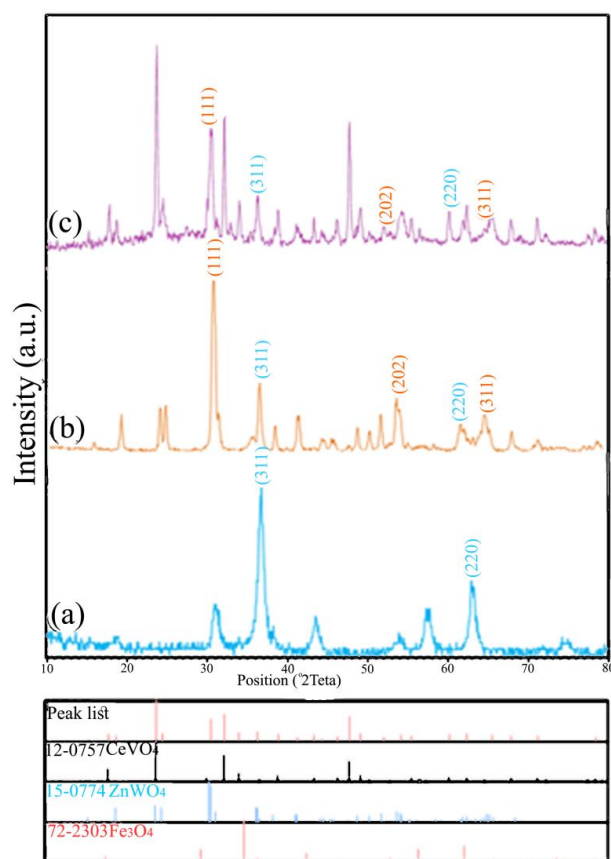 (111)
(311)
(202)
(220)
(311)
(c)
(111)
(311)
(202)
(220)
(311)
(b)
(311)
(220)
(a)
Intensity (a.u.)
10 20 30 40 50 60 70 80
Position (°2Teta)
Peak list
12-0757CeVO4
15-0774 ZnWO4
72-2303Fe3O4